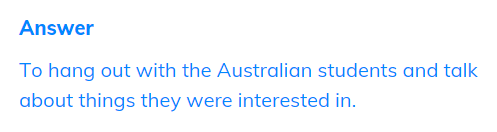 Answer
To hang out with the Australian students and talk
about things they were interested in.